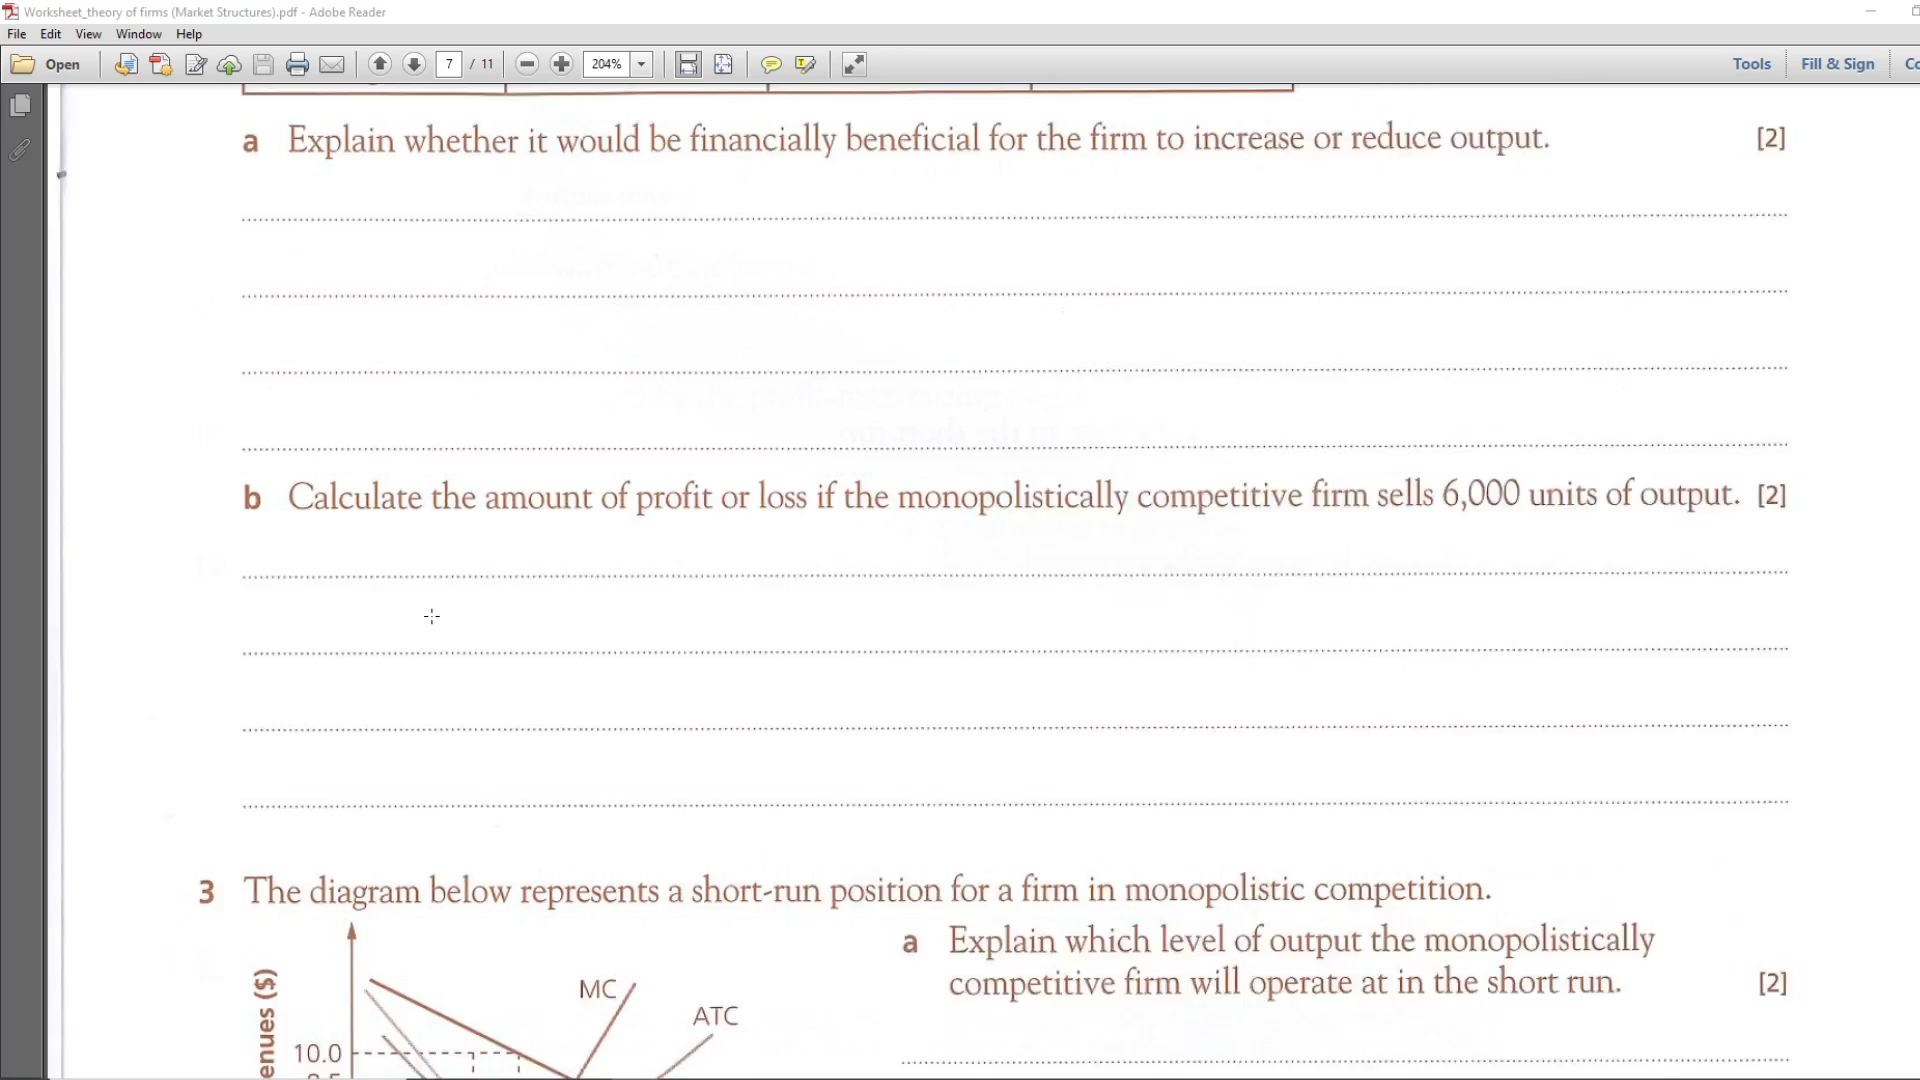 Worksheet_theory of firms (Market Structures).pdf - Adobe Reader
File Edit View Window Help
Open 7 / 11 204% Tools Fill & Sign
a Explain whether it would be financially beneficial for the firm to increase or reduce output. [2]
b Calculate the amount of profit or loss if the monopolistically competitive firm sells 6,000 units of output. [2]
3 The diagram below represents a short-run position for a firm in monopolistic competition.
a Explain which level of output the monopolistically
competitive firm will operate at in the short run. [2]
MC
ATC
enues ($)
10.0